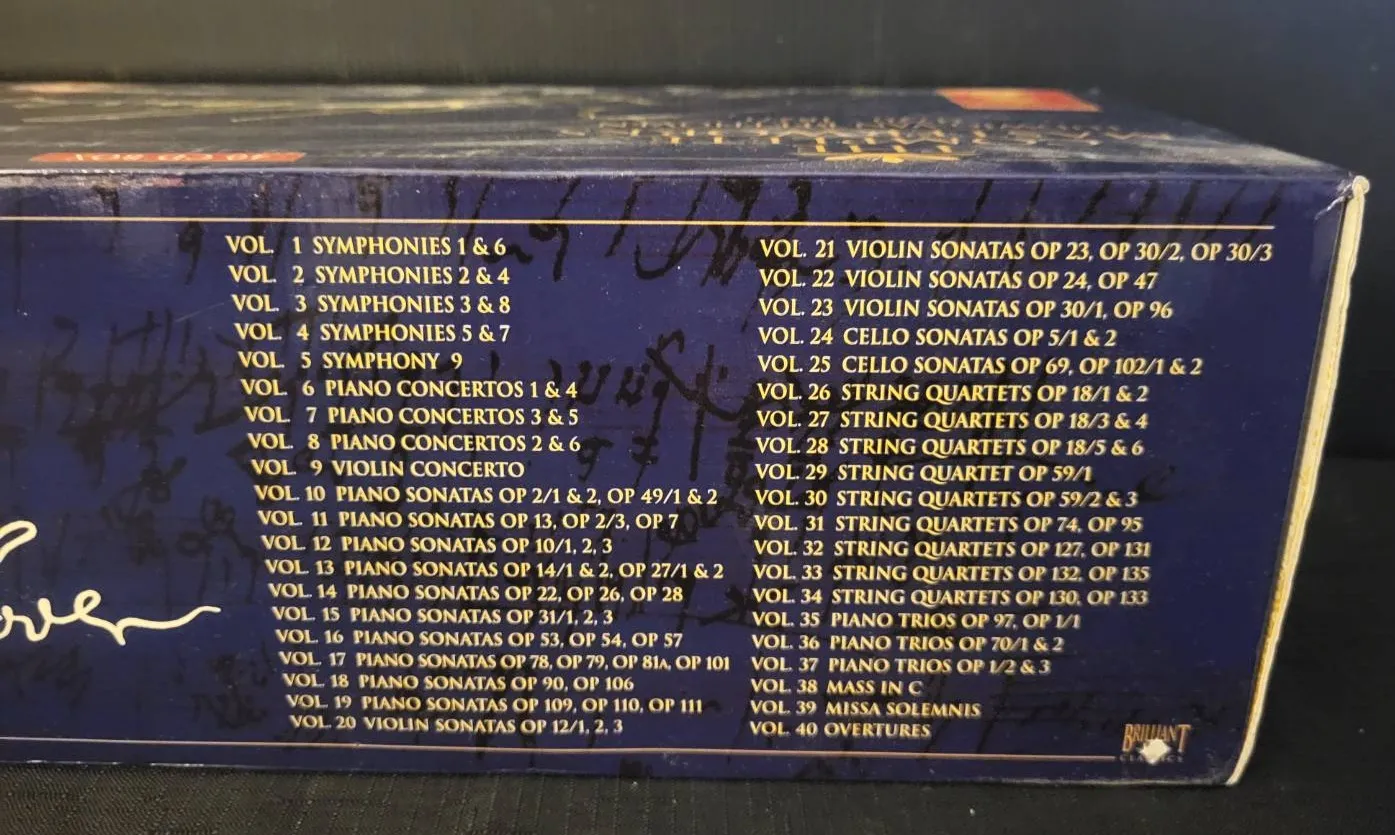 40 CD BOX
VOL. 1 SYMPHONIES 1 & 6
VOL. 2 SYMPHONIES 2 & 4
VOL. 3 SYMPHONIES 3 & 8
VOL. 4 SYMPHONIES 5 & 7
VOL. 5 SYMPHONY 9
VOL. 6 PIANO CONCERTOS 1 & 4
VOL. 7 PIANO CONCERTOS 3 & 5
VOL. 8 PIANO CONCERTOS 2 & 6
VOL. 9 VIOLIN CONCERTO
VOL. 10 PIANO SONATAS OP 2/1 & 2, OP 49/1 & 2
VOL. 11 PIANO SONATAS OP 13, OP 2/3, OP 7
VOL. 12 PIANO SONATAS OP 10/1, 2, 3
VOL. 13 PIANO SONATAS OP 14/1 & 2, OP 27/1 & 2
VOL. 14 PIANO SONATAS OP 22, OP 26, OP 28
VOL. 15 PIANO SONATAS OP 31/1, 2, 3
VOL. 16 PIANO SONATAS OP 53, OP 54, OP 57
VOL. 17 PIANO SONATAS OP 78, OP 79, OP 81A, OP 101
VOL. 18 PIANO SONATAS OP 90, OP 106
VOL. 19 PIANO SONATAS OP 109, OP 110, OP 111
VOL. 20 VIOLIN SONATAS OP 12/1, 2, 3
VOL. 21 VIOLIN SONATAS OP 23, OP 30/2, OP 30/3
VOL. 22 VIOLIN SONATAS OP 24, OP 47
VOL. 23 VIOLIN SONATAS OP 30/1, OP 96
VOL. 24 CELLO SONATAS OP 5/1 & 2
VOL. 25 CELLO SONATAS OP 69, OP 102/1 & 2
VOL. 26 STRING QUARTETS OP 18/1 & 2
VOL. 27 STRING QUARTETS OP 18/3 & 4
VOL. 28 STRING QUARTETS OP 18/5 & 6
VOL. 29 STRING QUARTET OP 59/1
VOL. 30 STRING QUARTETS OP 59/2 & 3
VOL. 31 STRING QUARTETS OP 74, OP 95
VOL. 32 STRING QUARTETS OP 127, OP 131
VOL. 33 STRING QUARTETS OP 132, OP 135
VOL. 34 STRING QUARTETS OP 130, OP 133
VOL. 35 PIANO TRIOS OP 97, OP 1/1
VOL. 36 PIANO TRIOS OP 70/1 & 2
VOL. 37 PIANO TRIOS OP 1/2 & 3
VOL. 38 MASS IN C
VOL. 39 MISSA SOLEMNIS
VOL. 40 OVERTURES
BRILLIANT
CLASSICS